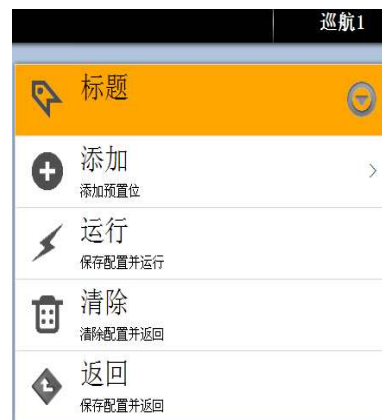 巡航1
标题
添加
添加预置位
运行
保存配置并运行
清除
清除配置并返回
返回
保存配置并返回